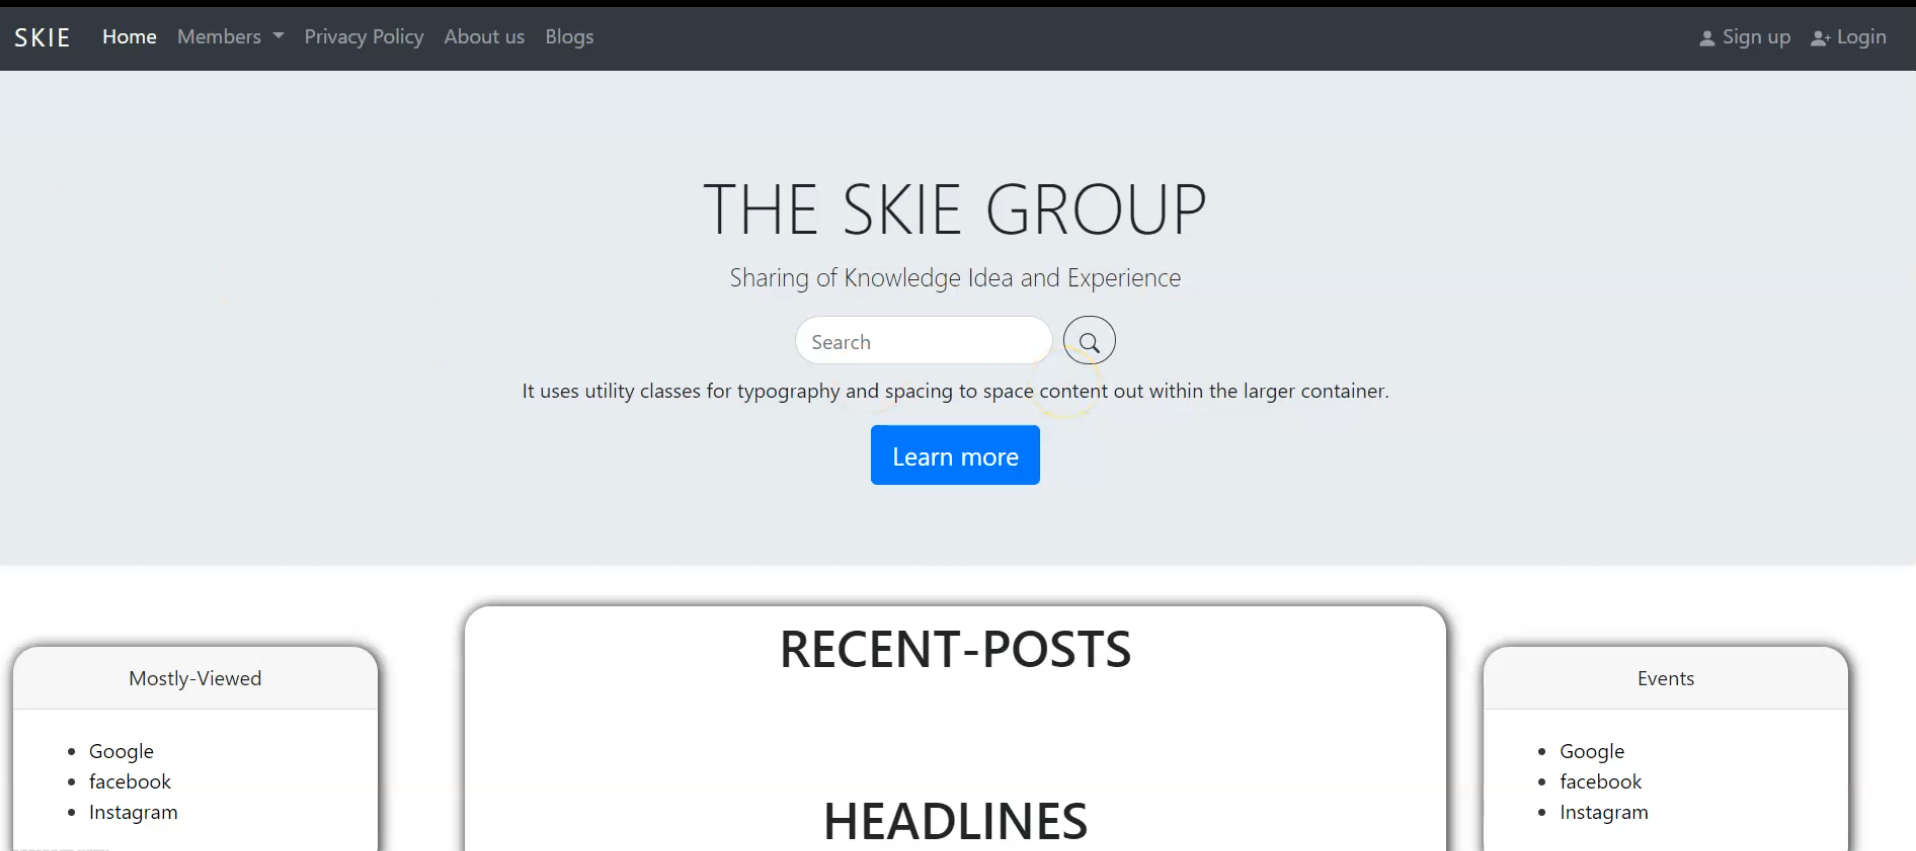 SKIE Home Members Privacy Policy About us Blogs Sign up Login
THE SKIE GROUP
Sharing of Knowledge Idea and Experience
Search
It uses utility classes for typography and spacing to space content out within the larger container.
Learn more
Mostly-Viewed
Google
facebook
Instagram
RECENT-POSTS
HEADLINES
Events
Google
facebook
Instagram